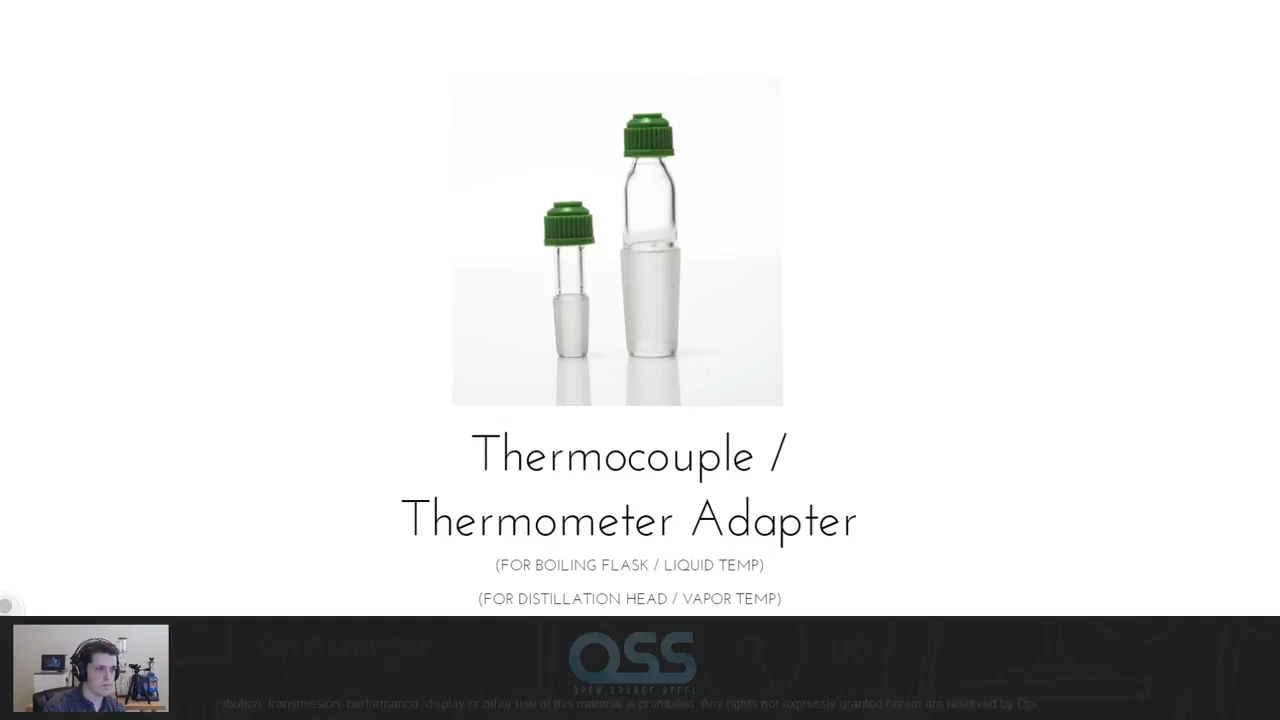 Thermocouple /
Thermometer Adapter
(FOR BOILING FLASK / LIQUID TEMP)
(FOR DISTILLATION HEAD / VAPOR TEMP)
OSS
OPEN SOURCE STEEL
bution, transmission, performance, display or other use of this material is prohibited. Any rights not expressly granted herein are reserved by Op